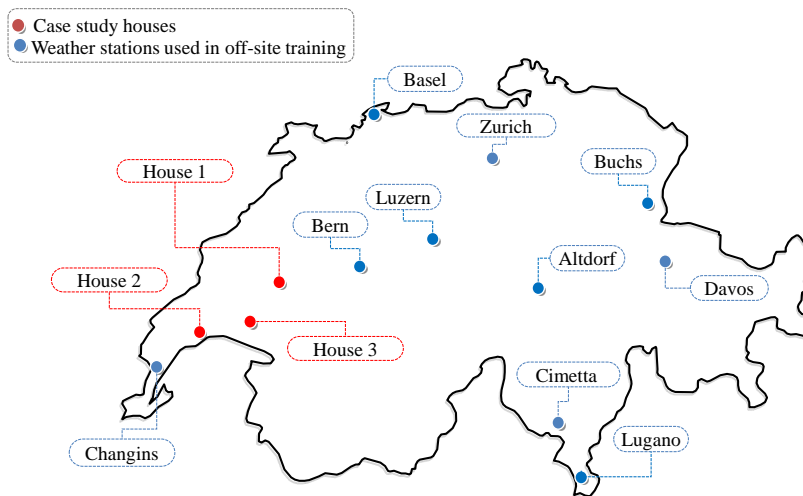 Case study houses
Weather stations used in off-site training
Basel
Zurich
Buchs
House 1
Luzern
Bern
Altdorf
House 2
Davos
House 3
Cimetta
Changins
Lugano